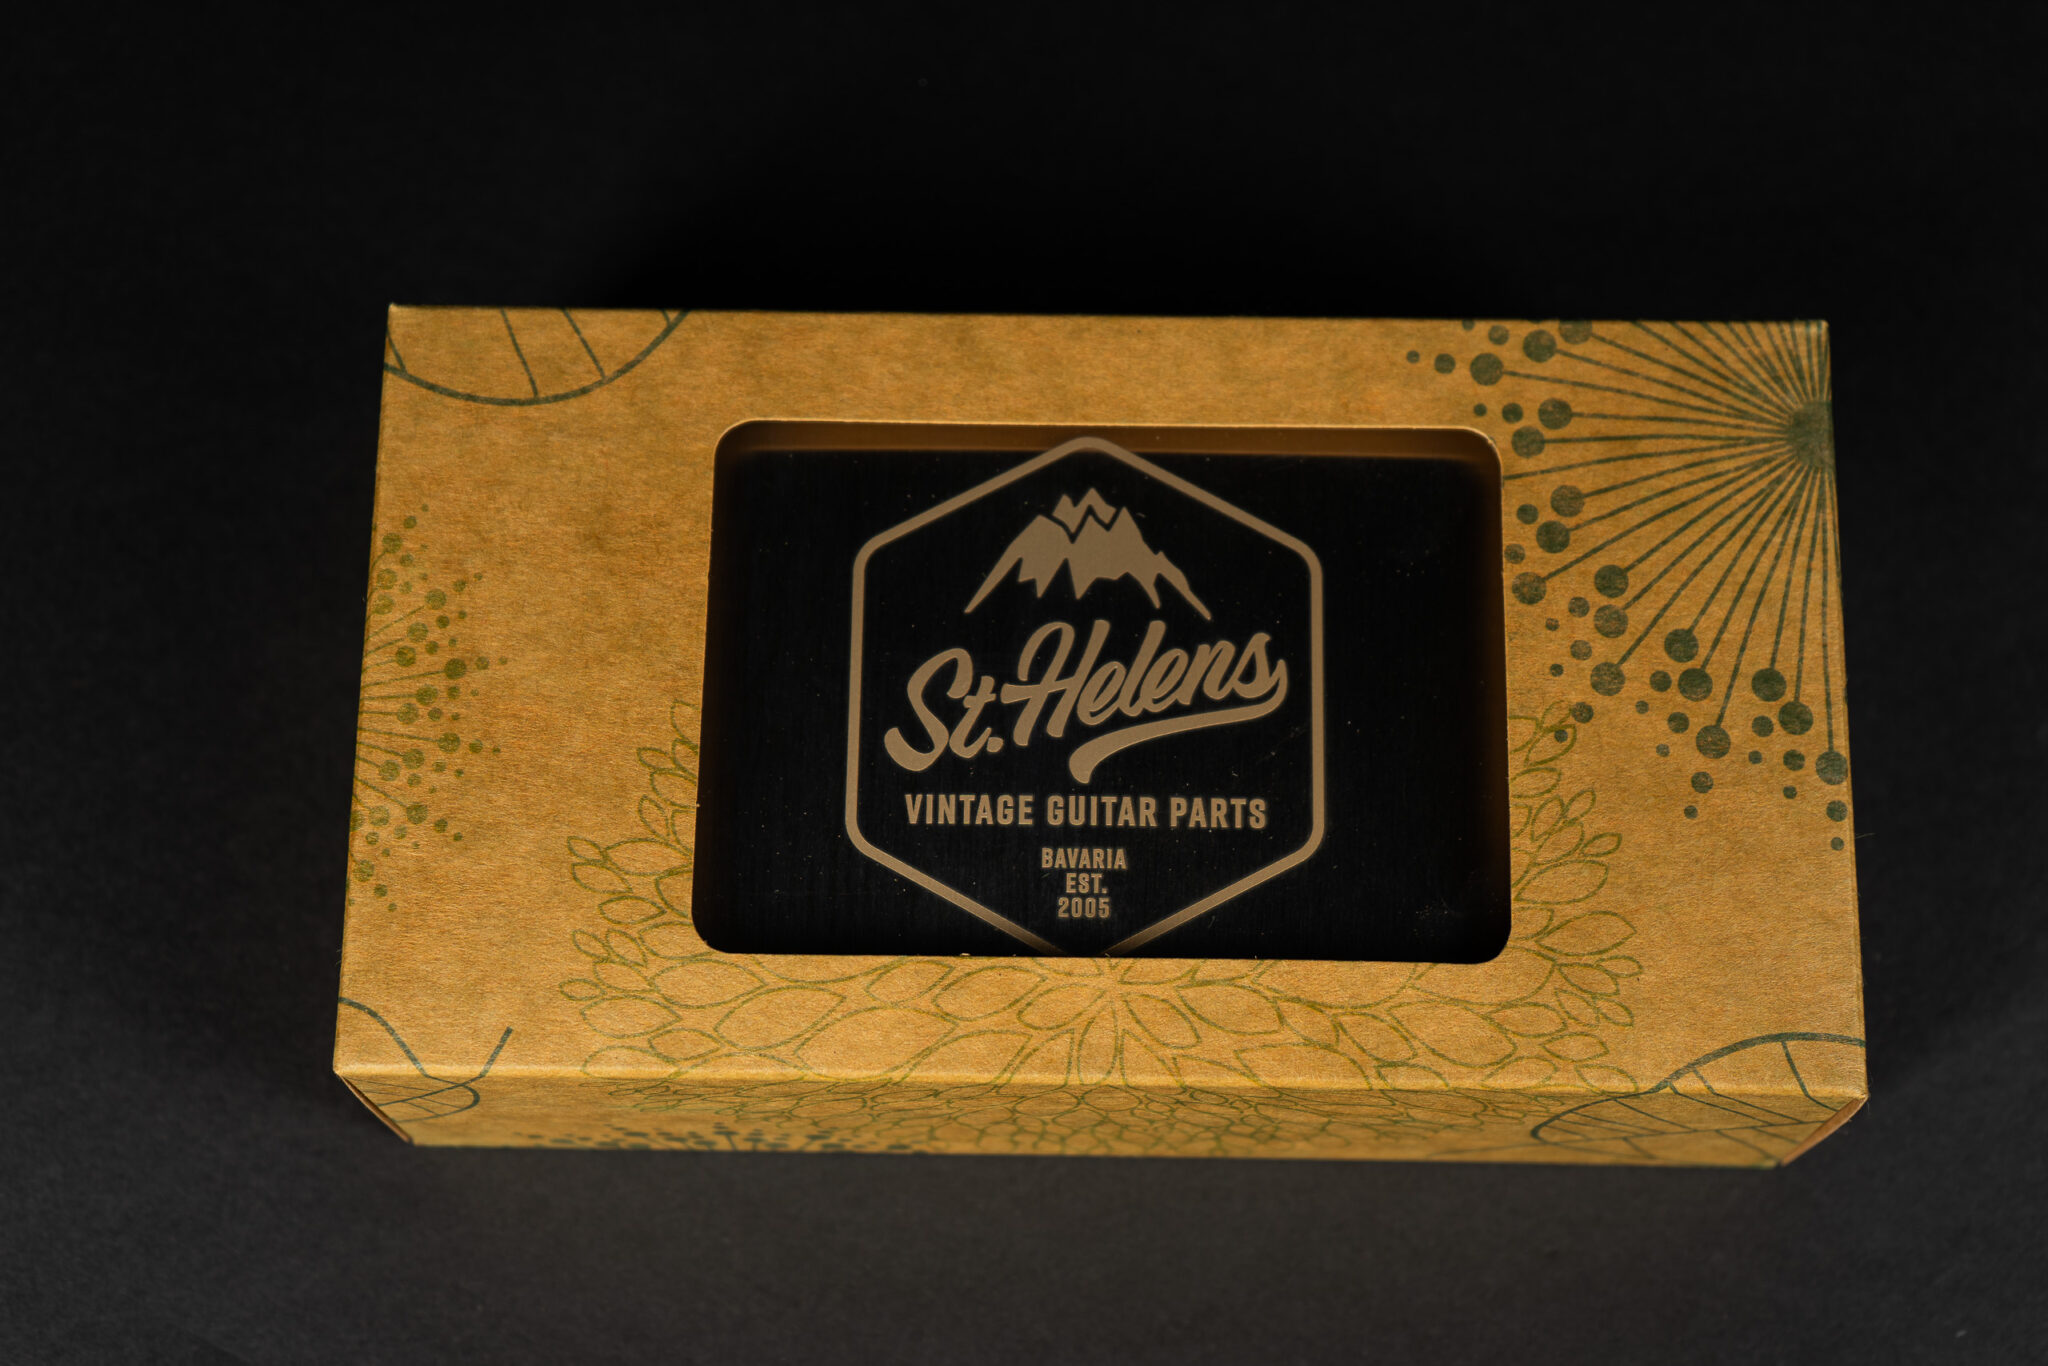 St. Helens
VINTAGE GUITAR PARTS
BAVARIA
EST.
2005